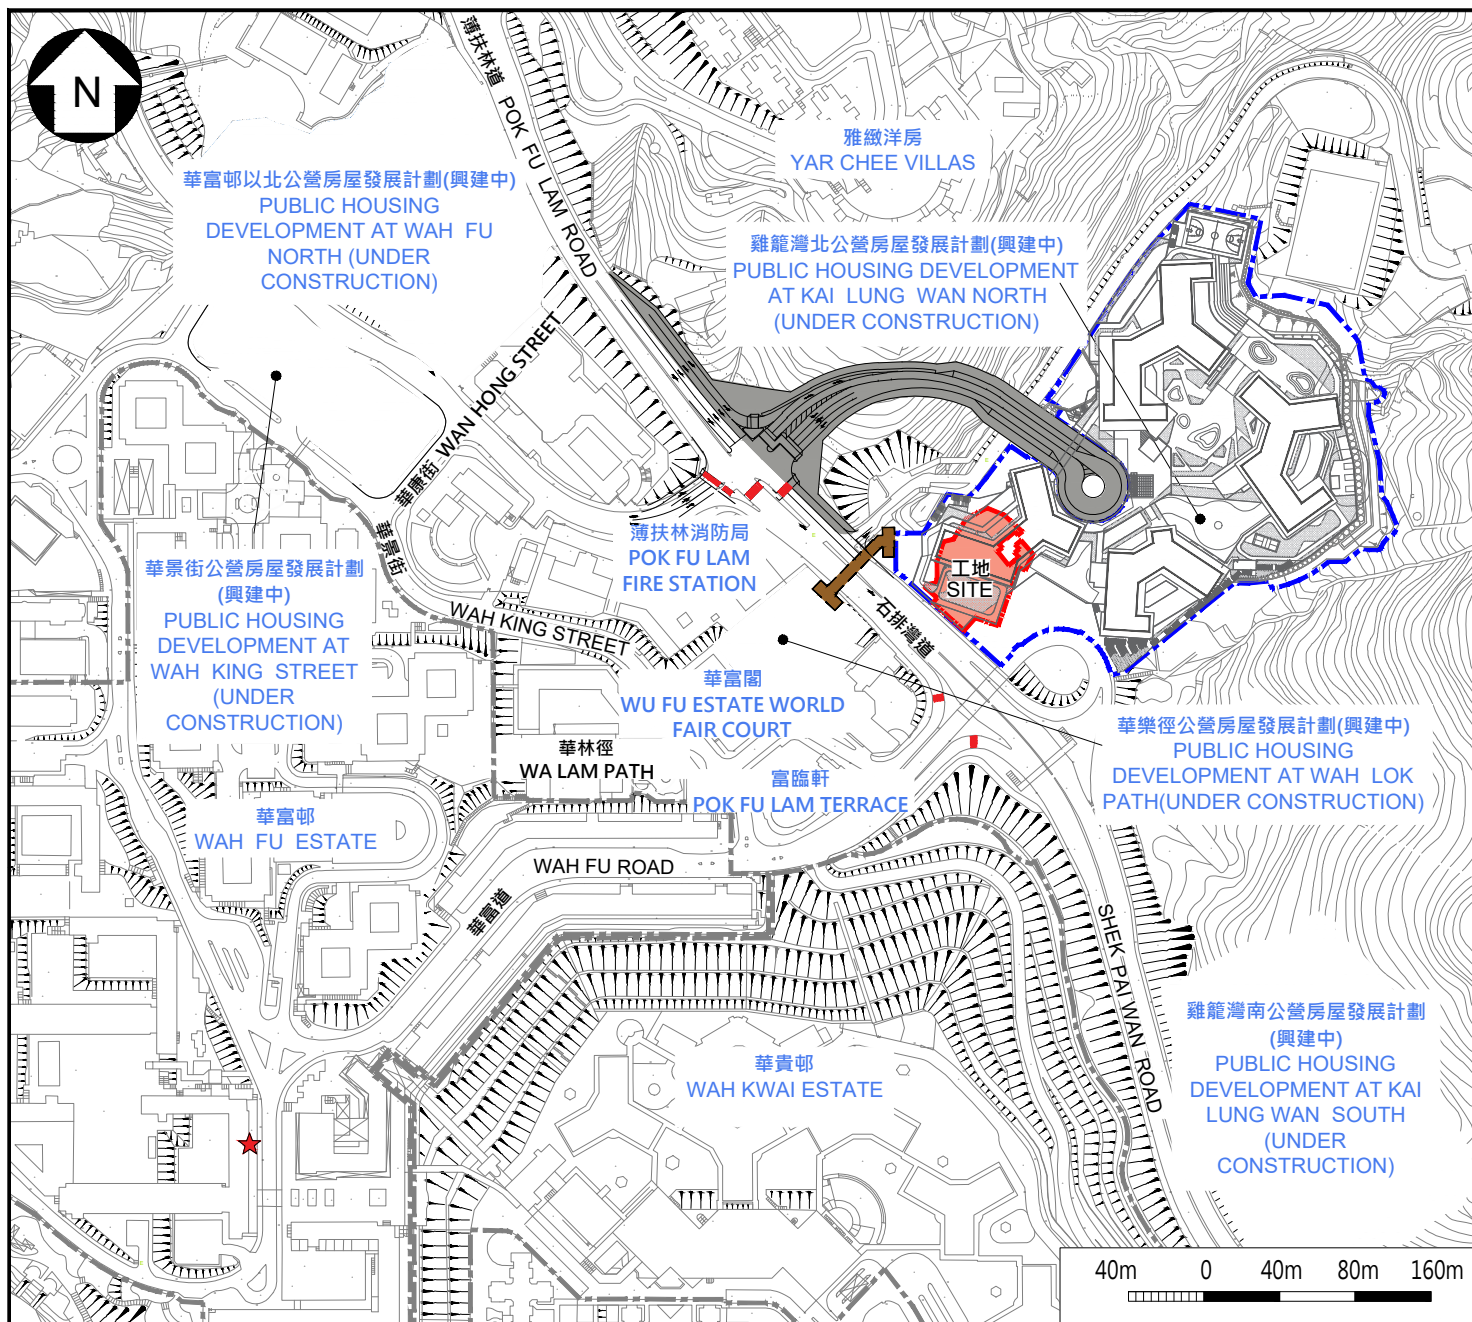 N
薄扶林道 POK FU LAM ROAD
雅緻洋房
YAR CHEE VILLAS
華富邨以北公營房屋發展計劃(興建中)
PUBLIC HOUSING
DEVELOPMENT AT WAH FU
NORTH (UNDER
CONSTRUCTION)
雞籠灣北公營房屋發展計劃(興建中)
PUBLIC HOUSING DEVELOPMENT
AT KAI LUNG WAN NORTH
(UNDER CONSTRUCTION)
華康街 WAN HONG STREET
華景街
薄扶林消防局
POK FU LAM
FIRE STATION
工地
SITE
華景街公營房屋發展計劃
(興建中)
PUBLIC HOUSING
DEVELOPMENT AT
WAH KING STREET
(UNDER
CONSTRUCTION)
WAH KING STREET
石排灣道
華富閣
WU FU ESTATE WORLD
FAIR COURT
華林徑
WA LAM PATH
華樂徑公營房屋發展計劃(興建中)
PUBLIC HOUSING
DEVELOPMENT AT WAH LOK
PATH(UNDER CONSTRUCTION)
富臨軒
POK FU LAM TERRACE
華富邨
WAH FU ESTATE
WAH FU ROAD
華富道
SHEK PAI WAN ROAD
雞籠灣南公營房屋發展計劃
(興建中)
PUBLIC HOUSING
DEVELOPMENT AT KAI
LUNG WAN SOUTH
(UNDER
CONSTRUCTION)
華貴邨
WAH KWAI ESTATE
40m 0 40m 80m 160m